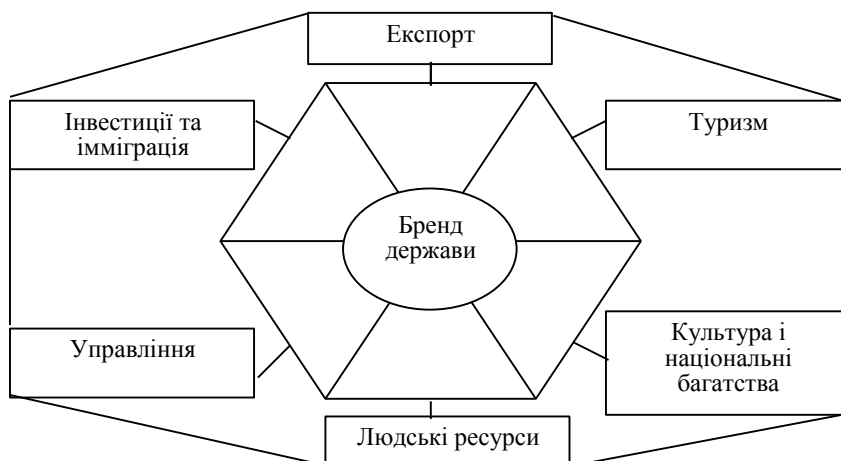 Експорт
Інвестиції та
імміграція
Туризм
Бренд
держави
Управління
Культура і
національні
багатства
Людські ресурси